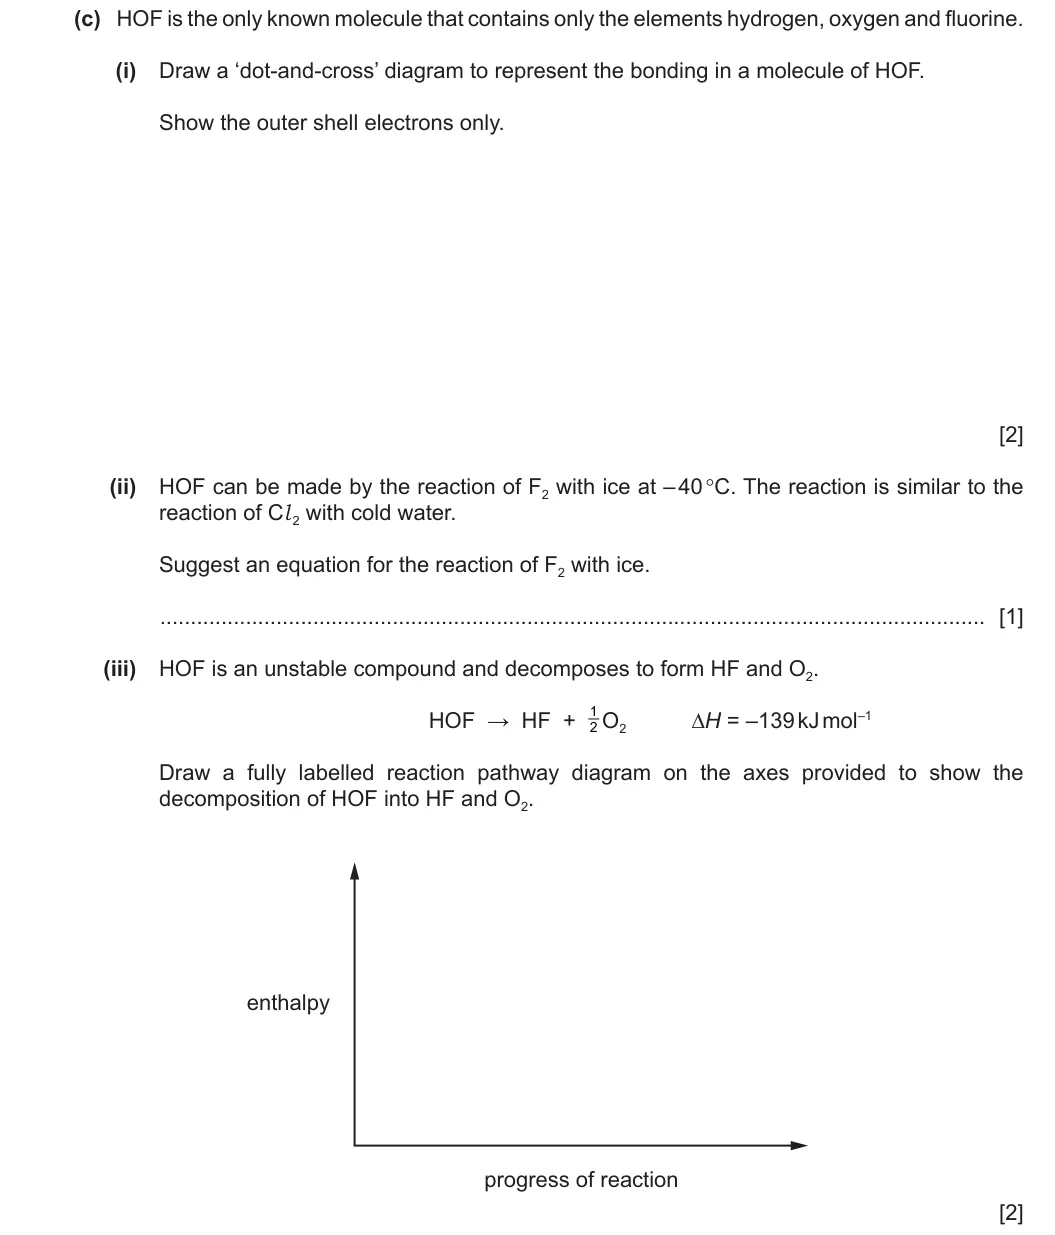 (c) HOF is the only known molecule that contains only the elements hydrogen, oxygen and fluorine.
(i) Draw a ‘dot-and-cross’ diagram to represent the bonding in a molecule of HOF.
Show the outer shell electrons only.
[2]
(ii) HOF can be made by the reaction of F₂ with ice at –40 °C. The reaction is similar to the
reaction of Cl₂ with cold water.
Suggest an equation for the reaction of F₂ with ice.
.......................................................................................................................................... [1]
(iii) HOF is an unstable compound and decomposes to form HF and O₂.
HOF → HF + ½O₂ ΔH = –139 kJ mol⁻¹
Draw a fully labelled reaction pathway diagram on the axes provided to show the
decomposition of HOF into HF and O₂.
enthalpy
progress of reaction
[2]